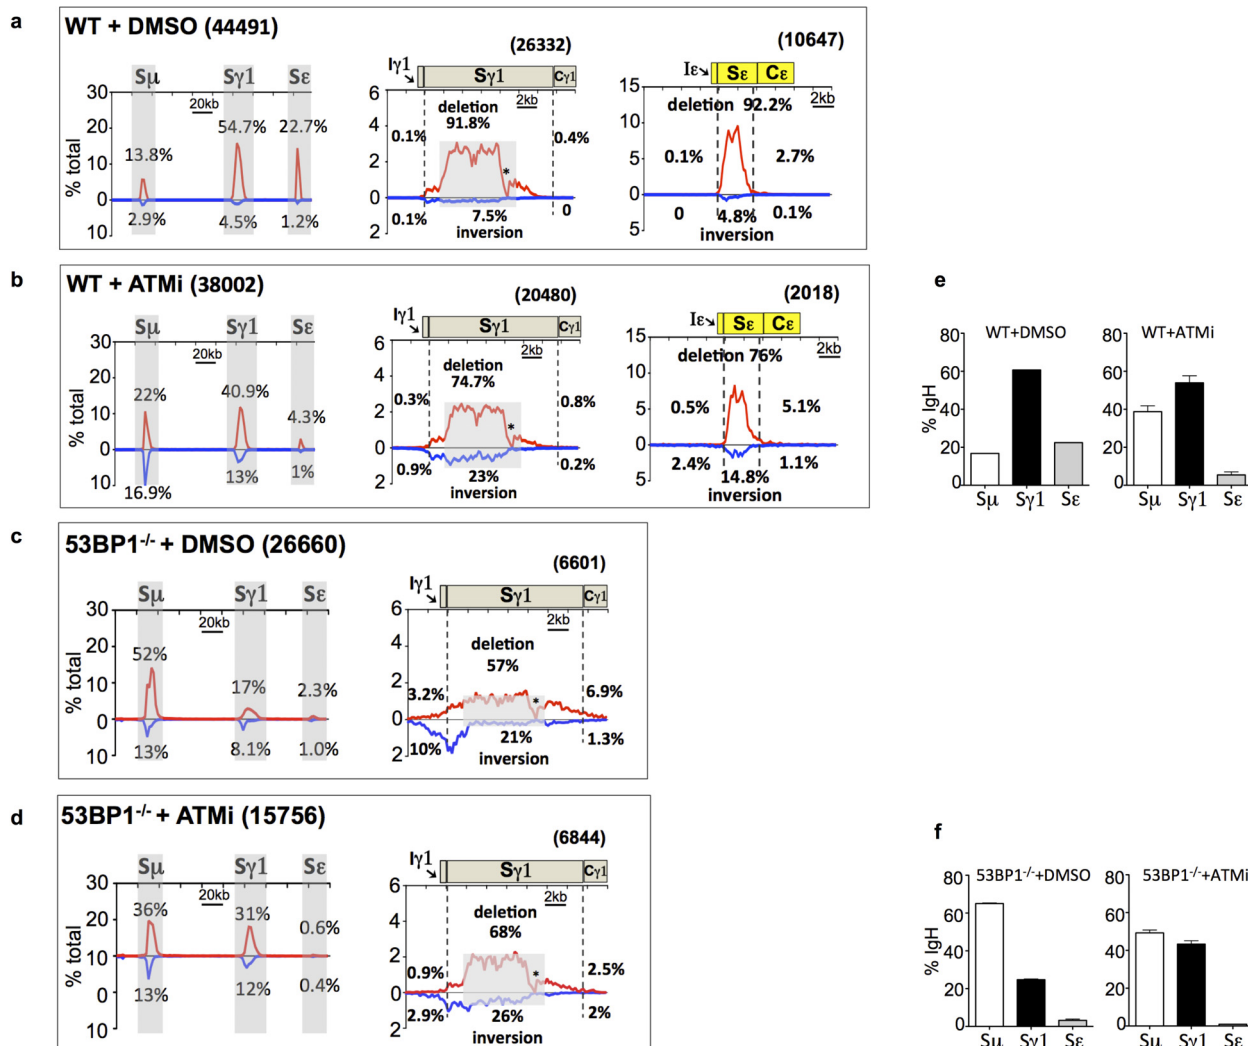 a
WT + DMSO (44491)
Sμ
Sγ1
Sε
20kb
% total
30
20
10
0
10
13.8%
54.7%
22.7%
2.9%
4.5%
1.2%
(26332)
Iγ1
Sγ1
Cγ1
2kb
6
4
2
0
2
deletion
91.8%
0.1%
0.4%
*
0.1%
7.5%
0
inversion
(10647)
Iε
Sε
Cε
2kb
15
10
5
0
5
deletion 92.2%
0.1%
2.7%
0
4.8%
0.1%
inversion
b
WT + ATMi (38002)
Sμ
Sγ1
Sε
20kb
% total
30
20
10
0
10
22%
40.9%
4.3%
16.9%
13%
1%
(20480)
Iγ1
Sγ1
Cγ1
2kb
6
4
2
0
2
deletion
74.7%
0.3%
0.8%
*
0.9%
23%
0.2%
inversion
(2018)
Iε
Sε
Cε
2kb
15
10
5
0
5
deletion 76%
0.5%
5.1%
2.4%
14.8%
1.1%
inversion
c
53BP1-/- + DMSO (26660)
Sμ
Sγ1
Sε
20kb
% total
30
20
10
0
10
52%
17%
2.3%
13%
8.1%
1.0%
(6601)
Iγ1
Sγ1
Cγ1
2kb
6
4
2
0
2
deletion
57%
3.2%
6.9%
*
10%
21%
1.3%
inversion
d
53BP1-/- + ATMi (15756)
Sμ
Sγ1
Sε
20kb
% total
30
20
10
0
10
36%
31%
0.6%
13%
12%
0.4%
(6844)
Iγ1
Sγ1
Cγ1
2kb
6
4
2
0
2
deletion
68%
0.9%
2.5%
*
2.9%
26%
2%
inversion
e
WT+DMSO
% IgH
80
60
40
20
0
Sμ
Sγ1
Sε
WT+ATMi
80
60
40
20
0
Sμ
Sγ1
Sε
f
53BP1-/-+DMSO
% IgH
80
60
40
20
0
Sμ
Sγ1
Sε
53BP1-/-+ATMi
80
60
40
20
0
Sμ
Sγ1
Sε